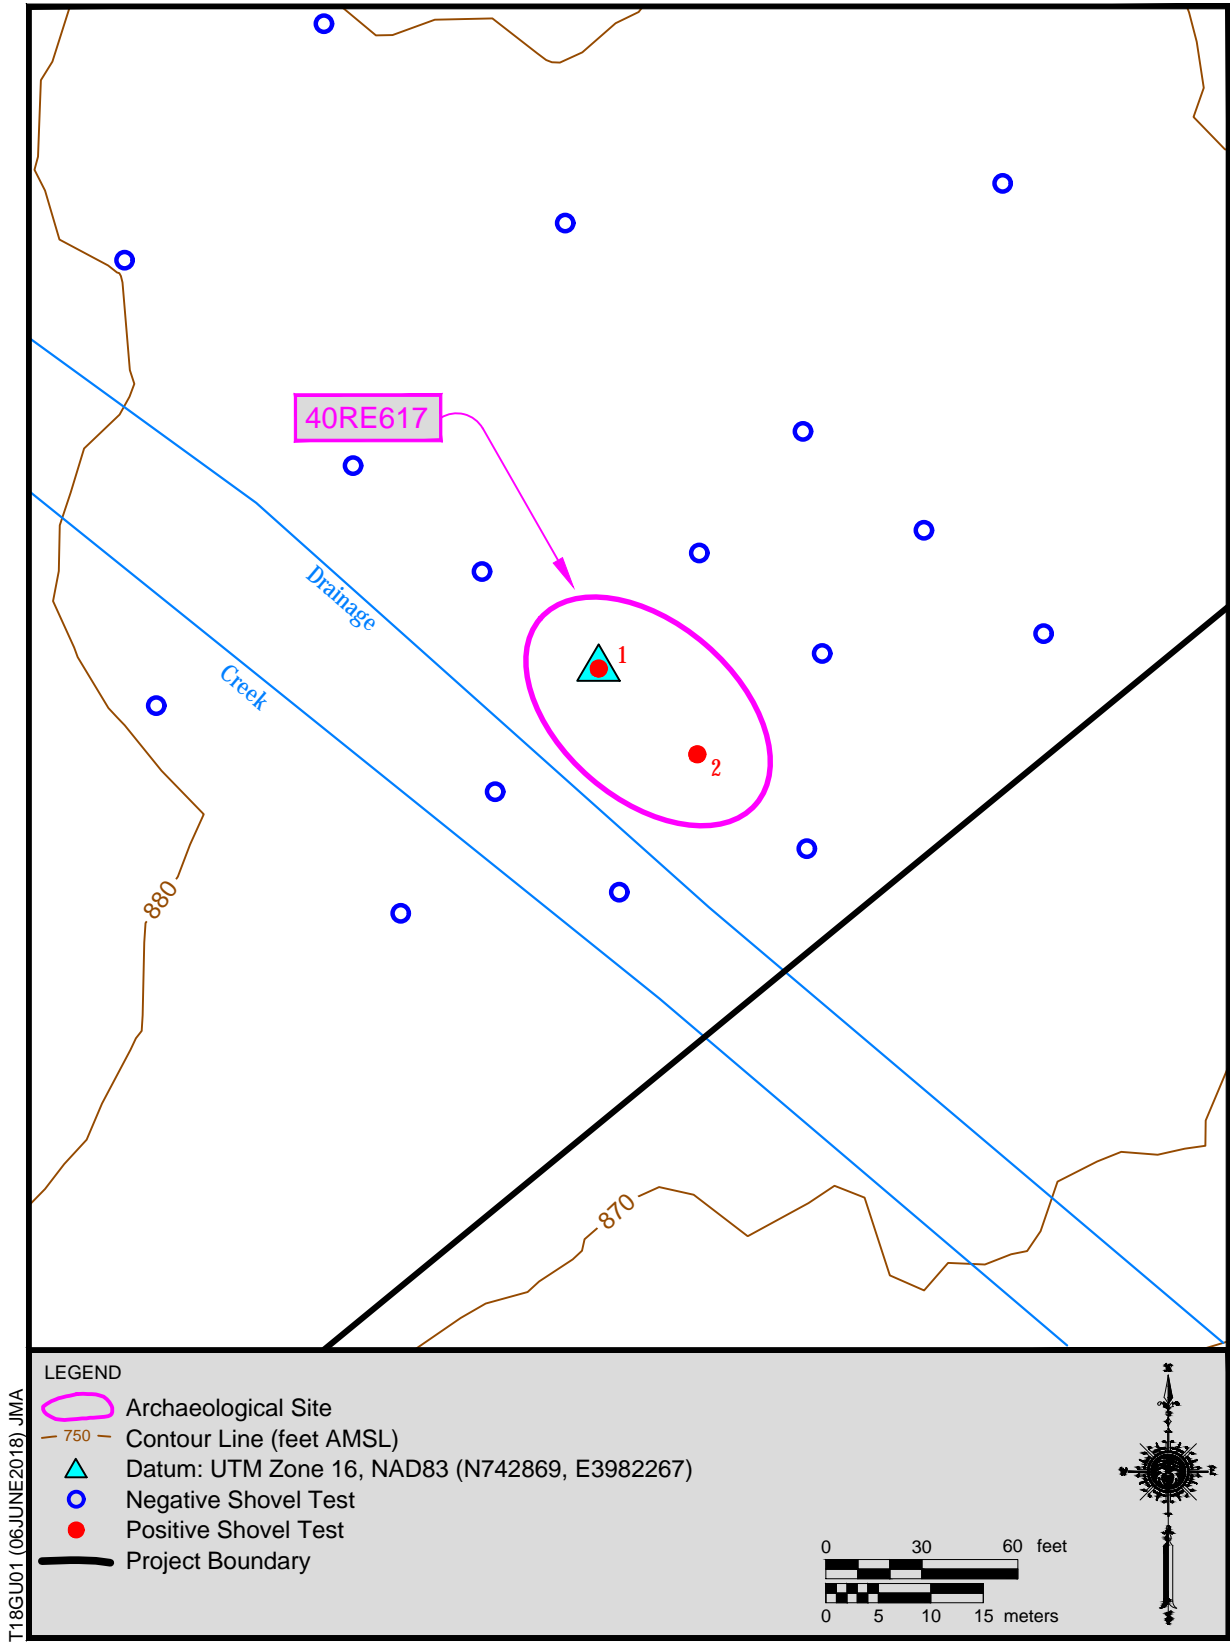 40RE617
Drainage
Creek
1
2
880
870
LEGEND
Archaeological Site
750
Contour Line (feet AMSL)
Datum: UTM Zone 16, NAD83 (N742869, E3982267)
Negative Shovel Test
Positive Shovel Test
Project Boundary
0 30 60 feet
0 5 10 15 meters
T18GU01 (06JUNE2018) JMA